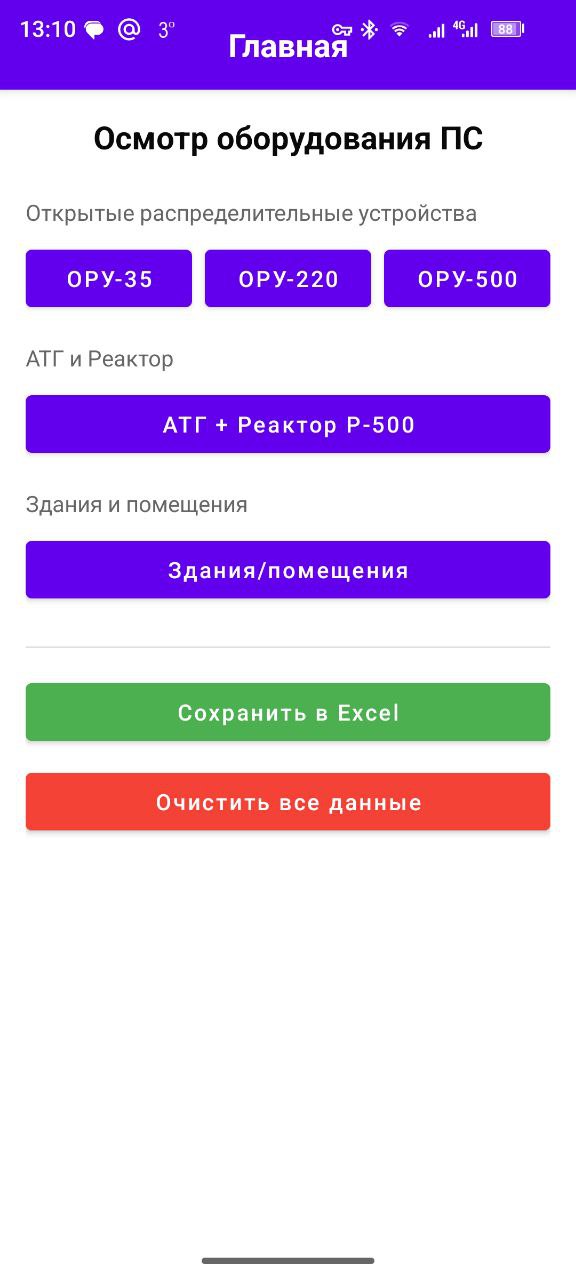 13:10 3° 4G 88
Главная
Осмотр оборудования ПС
Открытые распределительные устройства
ОРУ-35 ОРУ-220 ОРУ-500
АТГ и Реактор
АТГ + Реактор Р-500
Здания и помещения
Здания/помещения
Сохранить в Excel
Очистить все данные